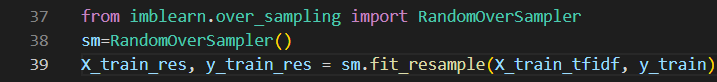 37 from imblearn.over_sampling import RandomOverSampler
38 sm=RandomOverSampler()
39 X_train_res, y_train_res = sm.fit_resample(X_train_tfidf, y_train)